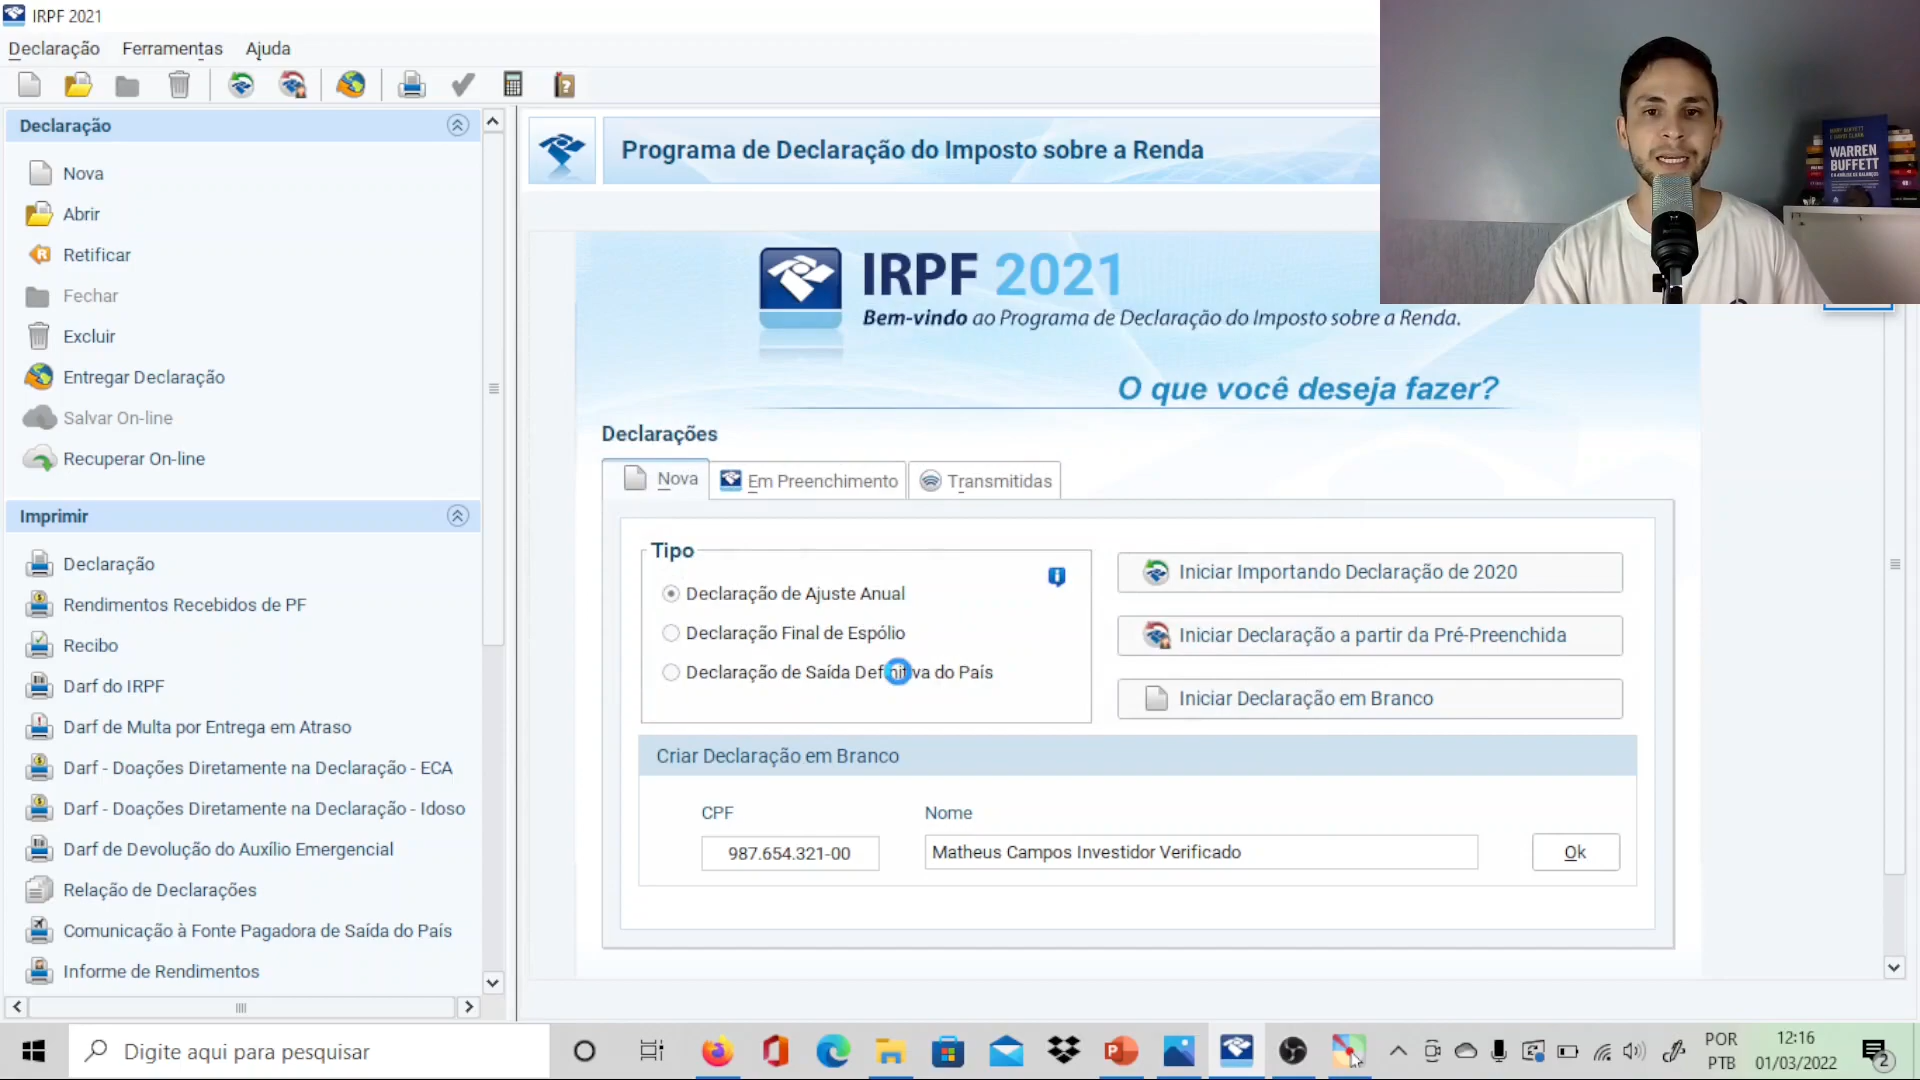 IRPF 2021
Declaração Ferramentas Ajuda
Declaração
Nova
Abrir
Retificar
Fechar
Excluir
Entregar Declaração
Salvar On-line
Recuperar On-line
Imprimir
Declaração
Rendimentos Recebidos de PF
Recibo
Darf do IRPF
Darf de Multa por Entrega em Atraso
Darf - Doações Diretamente na Declaração - ECA
Darf - Doações Diretamente na Declaração - Idoso
Darf de Devolução do Auxílio Emergencial
Relação de Declarações
Comunicação à Fonte Pagadora de Saída do País
Informe de Rendimentos
Programa de Declaração do Imposto sobre a Renda
IRPF 2021
Bem-vindo ao Programa de Declaração do Imposto sobre a Renda.
O que você deseja fazer?
Declarações
Nova Em Preenchimento Transmitidas
Tipo
Declaração de Ajuste Anual
Declaração Final de Espólio
Declaração de Saída Definitiva do País
Iniciar Importando Declaração de 2020
Iniciar Declaração a partir da Pré-Preenchida
Iniciar Declaração em Branco
Criar Declaração em Branco
CPF Nome
987.654.321-00 Matheus Campos Investidor Verificado Ok
WARREN
BUFFETT
Digite aqui para pesquisar
POR
PTB
12:16
01/03/2022
2